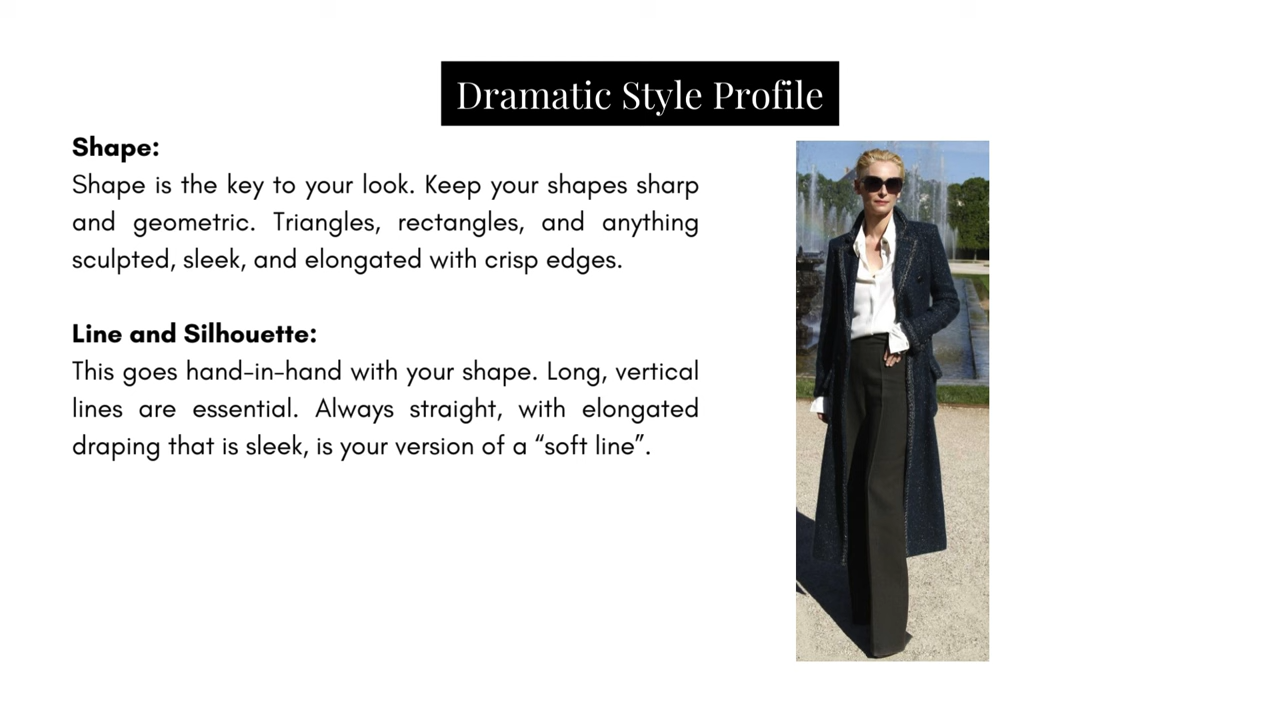 Dramatic Style Profile
Shape:
Shape is the key to your look. Keep your shapes sharp
and geometric. Triangles, rectangles, and anything
sculpted, sleek, and elongated with crisp edges.
Line and Silhouette:
This goes hand-in-hand with your shape. Long, vertical
lines are essential. Always straight, with elongated
draping that is sleek, is your version of a “soft line”.